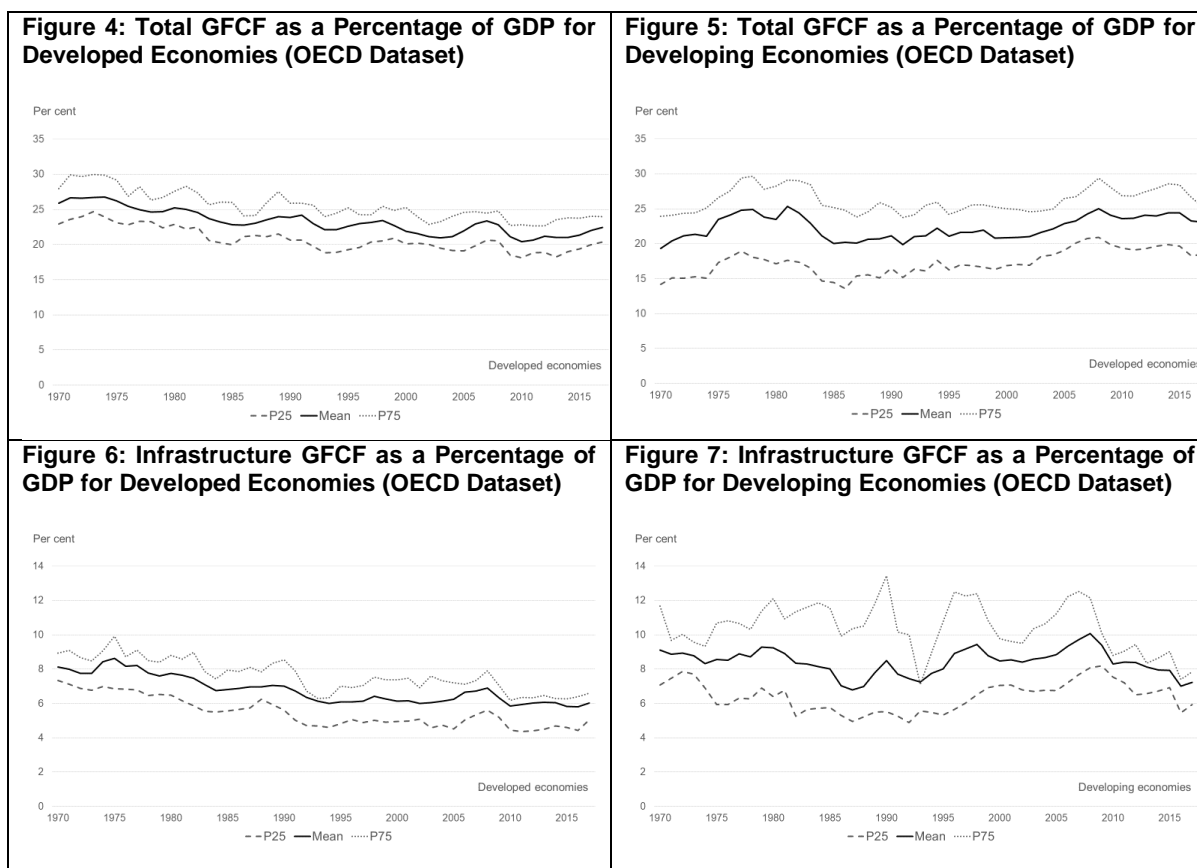 Figure 4: Total GFCF as a Percentage of GDP for
Developed Economies (OECD Dataset)
Per cent
35
30
25
20
15
10
5
0
Developed economies
1970 1975 1980 1985 1990 1995 2000 2005 2010 2015
P25 Mean P75
Figure 5: Total GFCF as a Percentage of GDP for
Developing Economies (OECD Dataset)
Per cent
35
30
25
20
15
10
5
0
Developed economies
1970 1975 1980 1985 1990 1995 2000 2005 2010 2015
P25 Mean P75
Figure 6: Infrastructure GFCF as a Percentage of
GDP for Developed Economies (OECD Dataset)
Per cent
14
12
10
8
6
4
2
0
Developed economies
1970 1975 1980 1985 1990 1995 2000 2005 2010 2015
P25 Mean P75
Figure 7: Infrastructure GFCF as a Percentage of
GDP for Developing Economies (OECD Dataset)
Per cent
14
12
10
8
6
4
2
0
Developing economies
1970 1975 1980 1985 1990 1995 2000 2005 2010 2015
P25 Mean P75